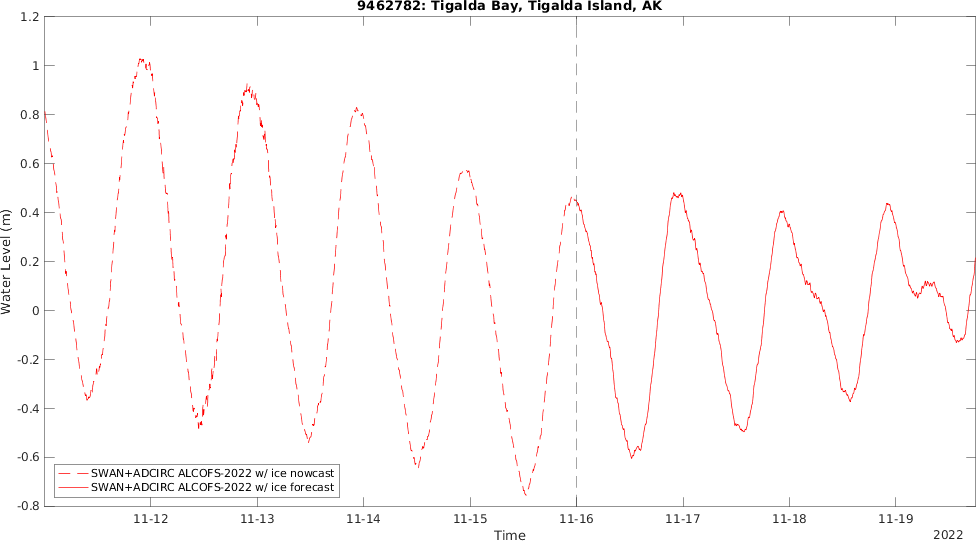 9462782: Tigalda Bay, Tigalda Island, AK
1.2
1
0.8
0.6
0.4
0.2
0
-0.2
-0.4
-0.6
-0.8
Water Level (m)
SWAN+ADCIRC ALCOFS-2022 w/ ice nowcast
SWAN+ADCIRC ALCOFS-2022 w/ ice forecast
11-12 11-13 11-14 11-15 11-16 11-17 11-18 11-19
Time
2022